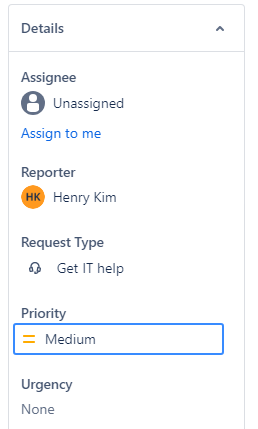 Details
Assignee
Unassigned
Assign to me
Reporter
HK Henry Kim
Request Type
Get IT help
Priority
Medium
Urgency
None